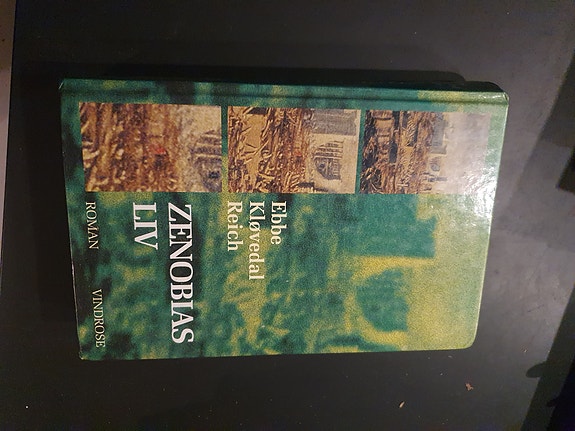 Ebbe
Kløvedal
Reich
ZENOBIAS
LIV
ROMAN
VINDROSE